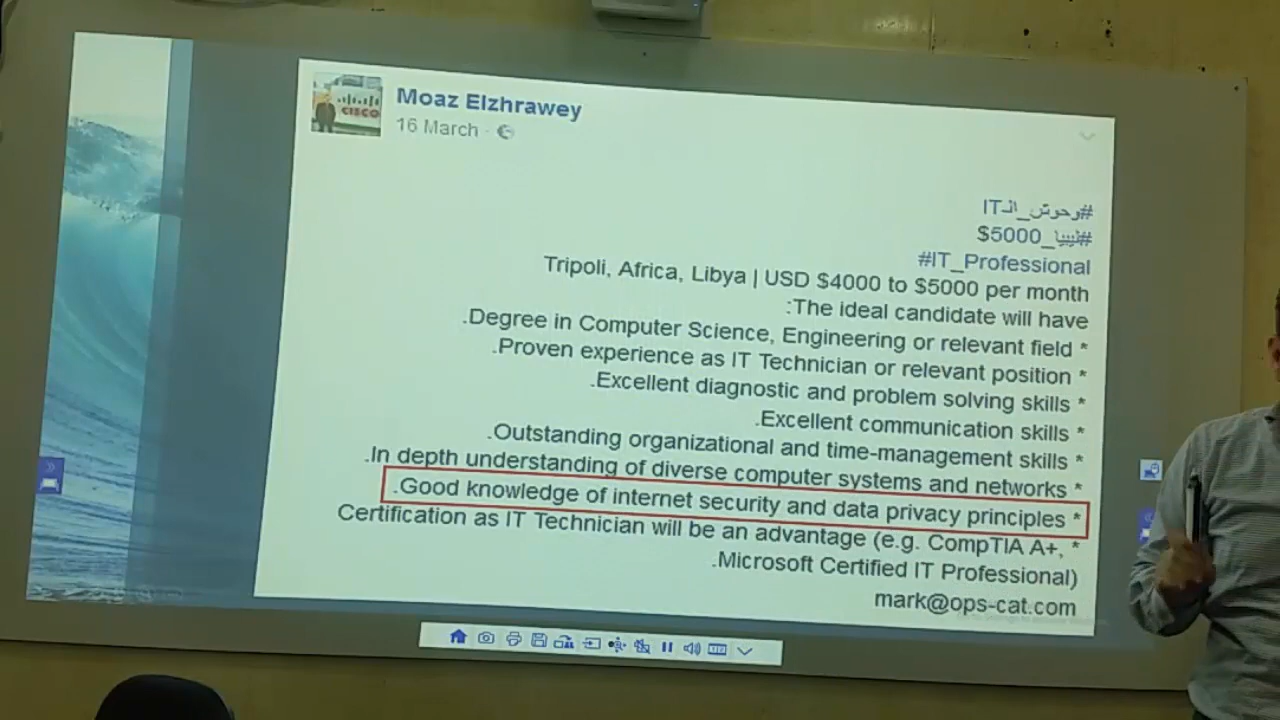 Moaz Elzhrawey
16 March
CISCO
#وحوش_الـIT
#ليبيا_5000$
#IT_Professional
Tripoli, Africa, Libya | USD $4000 to $5000 per month
The ideal candidate will have:
* Degree in Computer Science, Engineering or relevant field.
* Proven experience as IT Technician or relevant position.
* Excellent diagnostic and problem solving skills.
* Excellent communication skills.
* Outstanding organizational and time-management skills.
* In depth understanding of diverse computer systems and networks.
* Good knowledge of internet security and data privacy principles.
* Certification as IT Technician will be an advantage (e.g. CompTIA A+,
Microsoft Certified IT Professional).
mark@ops-cat.com